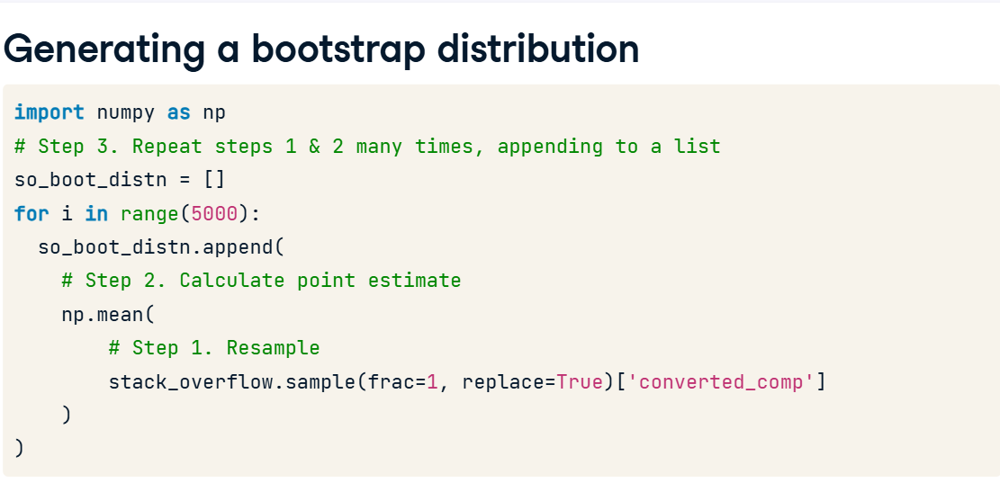 Generating a bootstrap distribution
import numpy as np
# Step 3. Repeat steps 1 & 2 many times, appending to a list
so_boot_distn = []
for i in range(5000):
  so_boot_distn.append(
    # Step 2. Calculate point estimate
    np.mean(
        # Step 1. Resample
        stack_overflow.sample(frac=1, replace=True)['converted_comp']
    )
)